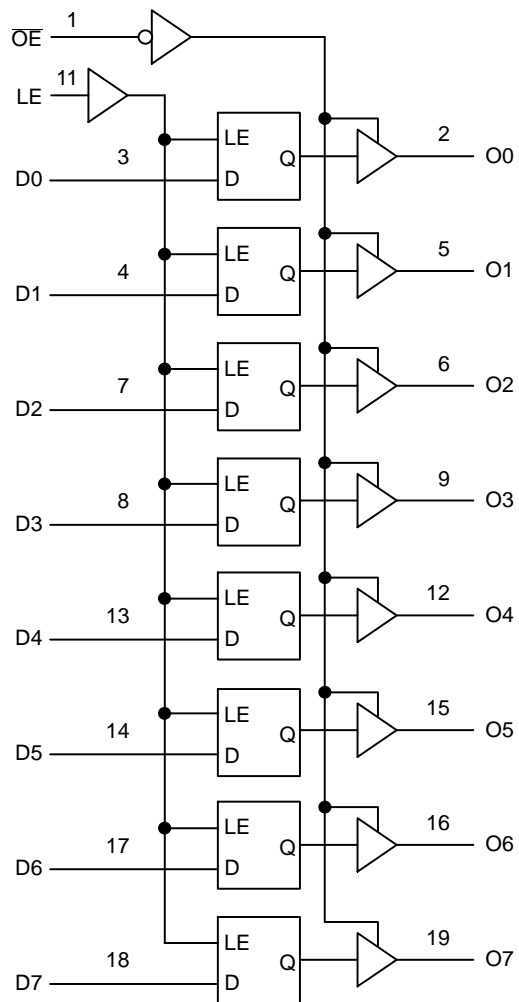 O̅E̅ 1
LE 11
D0 3 LE D Q 2 O0
D1 4 LE D Q 5 O1
D2 7 LE D Q 6 O2
D3 8 LE D Q 9 O3
D4 13 LE D Q 12 O4
D5 14 LE D Q 15 O5
D6 17 LE D Q 16 O6
D7 18 LE D Q 19 O7